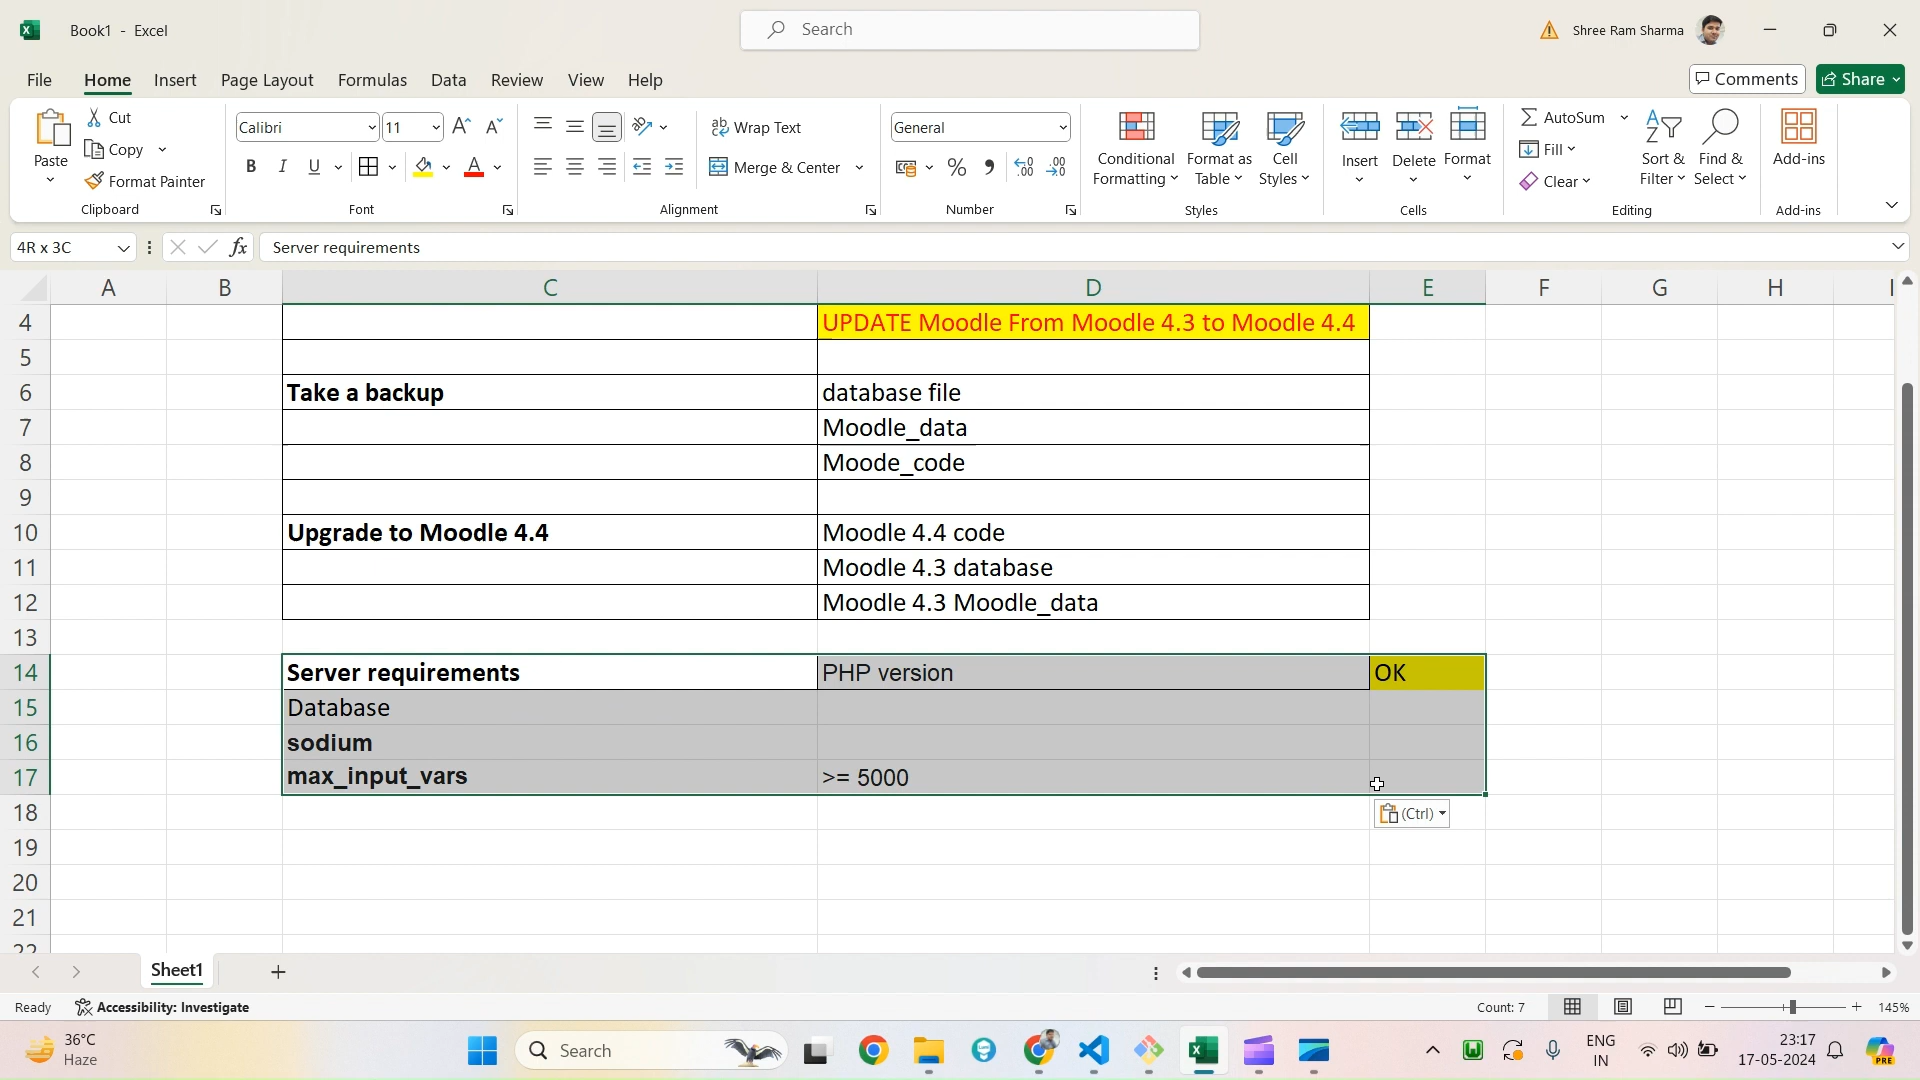 Book1 - Excel
Search
Shree Ram Sharma
File Home Insert Page Layout Formulas Data Review View Help
Comments
Share
Paste
Cut
Copy
Format Painter
Clipboard
Calibri
11
B I U
A
Font
Wrap Text
Merge & Center
Alignment
General
Number
Conditional Formatting
Format as Table
Cell Styles
Styles
Insert
Delete
Format
Cells
AutoSum
Fill
Clear
Sort & Filter
Find & Select
Editing
Add-ins
Add-ins
4R x 3C
fx
Server requirements
A B C D E F G H
4 UPDATE Moodle From Moodle 4.3 to Moodle 4.4
5
6 Take a backup database file
7 Moodle_data
8 Moode_code
9
10 Upgrade to Moodle 4.4 Moodle 4.4 code
11 Moodle 4.3 database
12 Moodle 4.3 Moodle_data
13
14 Server requirements PHP version OK
15 Database
16 sodium
17 max_input_vars >= 5000
(Ctrl)
18
19
20
21
22
Sheet1
Ready
Accessibility: Investigate
Count: 7
145%
36°C
Haze
Search
ENG
IN
23:17
17-05-2024
PRE